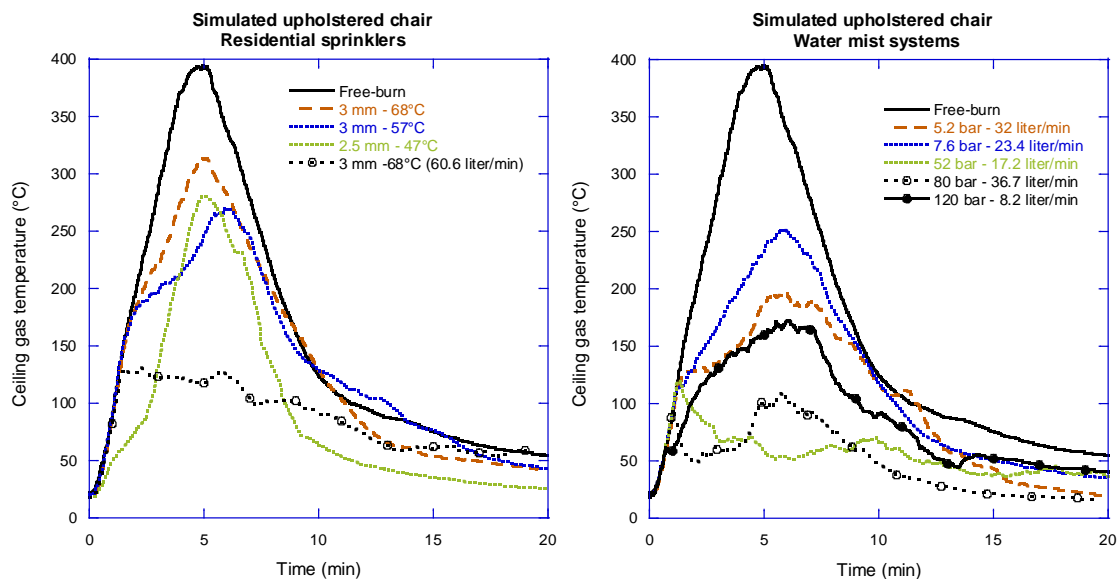 Simulated upholstered chair
Residential sprinklers
400
350
300
250
200
150
100
50
0
Ceiling gas temperature (°C)
Free-burn
3 mm - 68°C
3 mm - 57°C
2.5 mm - 47°C
3 mm -68°C (60.6 liter/min)
0 5 10 15 20
Time (min)
Simulated upholstered chair
Water mist systems
400
350
300
250
200
150
100
50
0
Ceiling gas temperature (°C)
Free-burn
5.2 bar - 32 liter/min
7.6 bar - 23.4 liter/min
52 bar - 17.2 liter/min
80 bar - 36.7 liter/min
120 bar - 8.2 liter/min
0 5 10 15 20
Time (min)